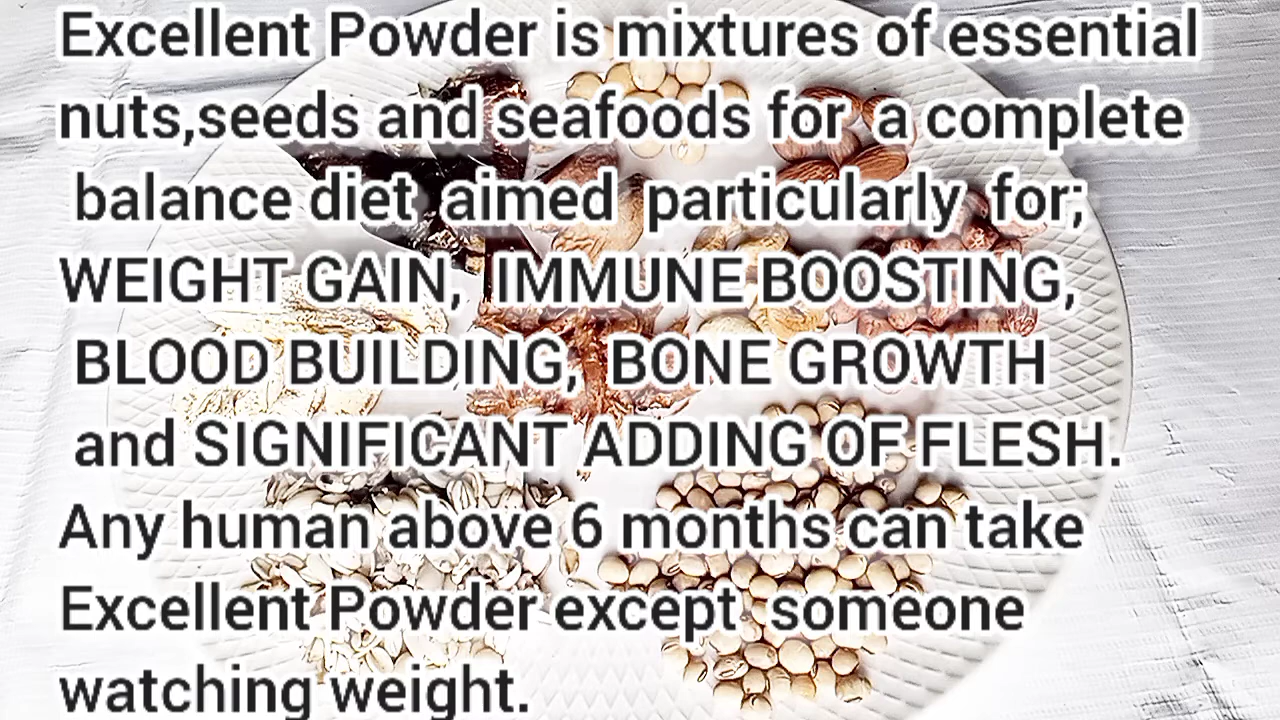 Excellent Powder is mixtures of essential
nuts,seeds and seafoods for a complete
balance diet aimed particularly for;
WEIGHT GAIN, IMMUNE BOOSTING,
BLOOD BUILDING, BONE GROWTH
and SIGNIFICANT ADDING OF FLESH.
Any human above 6 months can take
Excellent Powder except someone
watching weight.